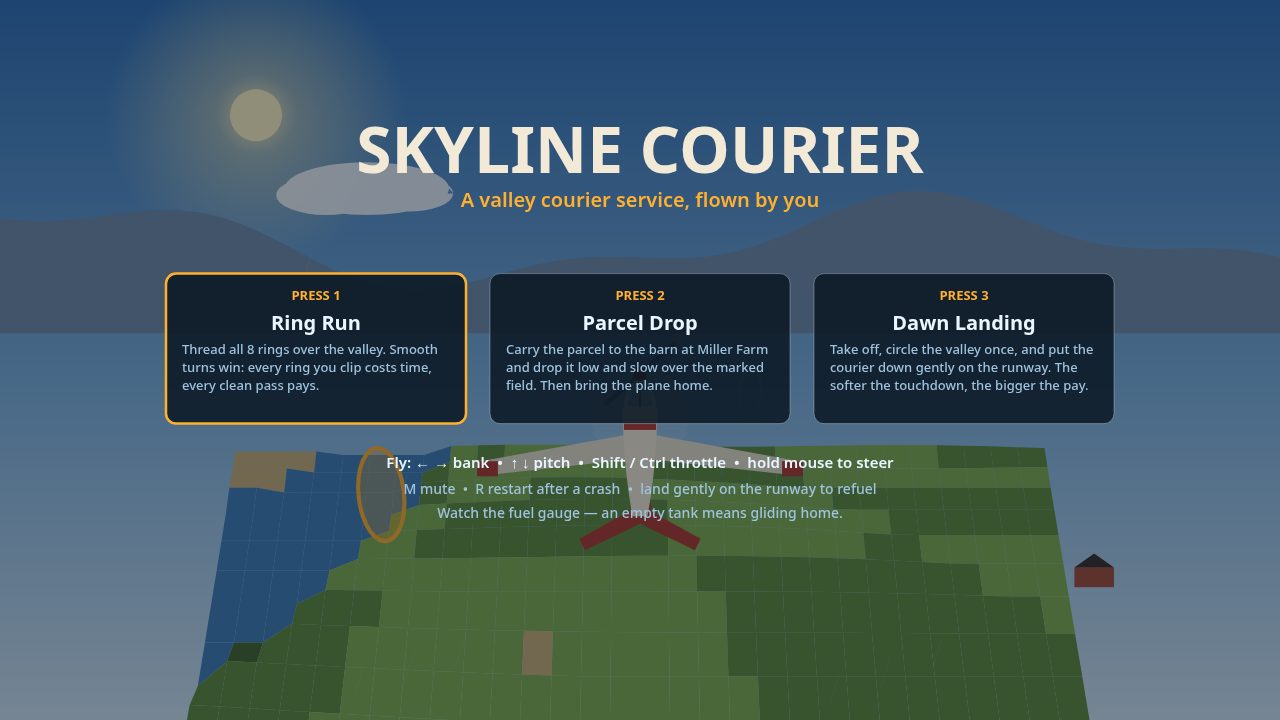 SKYLINE COURIER
A valley courier service, flown by you
PRESS 1
Ring Run
Thread all 8 rings over the valley. Smooth
turns win: every ring you clip costs time,
every clean pass pays.
PRESS 2
Parcel Drop
Carry the parcel to the barn at Miller Farm
and drop it low and slow over the marked
field. Then bring the plane home.
PRESS 3
Dawn Landing
Take off, circle the valley once, and put the
courier down gently on the runway. The
softer the touchdown, the bigger the pay.
Fly: ← → bank • ↑ ↓ pitch • Shift / Ctrl throttle • hold mouse to steer
M mute • R restart after a crash • land gently on the runway to refuel
Watch the fuel gauge — an empty tank means gliding home.